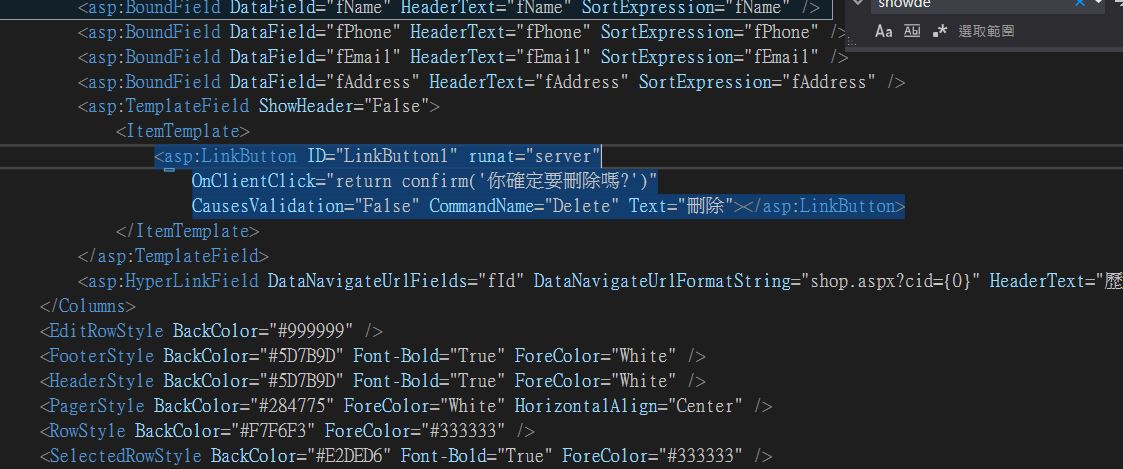 <asp:BoundField DataField="fName" HeaderText="fName" SortExpression="fName" />
showde
<asp:BoundField DataField="fPhone" HeaderText="fPhone" SortExpression="fPhone" />
Aa Ab .* 選取範圍
<asp:BoundField DataField="fEmail" HeaderText="fEmail" SortExpression="fEmail" />
<asp:BoundField DataField="fAddress" HeaderText="fAddress" SortExpression="fAddress" />
<asp:TemplateField ShowHeader="False">
<ItemTemplate>
<asp:LinkButton ID="LinkButton1" runat="server"
OnClientClick="return confirm('你確定要刪除嗎?')"
CausesValidation="False" CommandName="Delete" Text="刪除"></asp:LinkButton>
</ItemTemplate>
</asp:TemplateField>
<asp:HyperLinkField DataNavigateUrlFields="fId" DataNavigateUrlFormatString="shop.aspx?cid={0}" HeaderText="歷
</Columns>
<EditRowStyle BackColor="#999999" />
<FooterStyle BackColor="#5D7B9D" Font-Bold="True" ForeColor="White" />
<HeaderStyle BackColor="#5D7B9D" Font-Bold="True" ForeColor="White" />
<PagerStyle BackColor="#284775" ForeColor="White" HorizontalAlign="Center" />
<RowStyle BackColor="#F7F6F3" ForeColor="#333333" />
<SelectedRowStyle BackColor="#E2DED6" Font-Bold="True" ForeColor="#333333" />